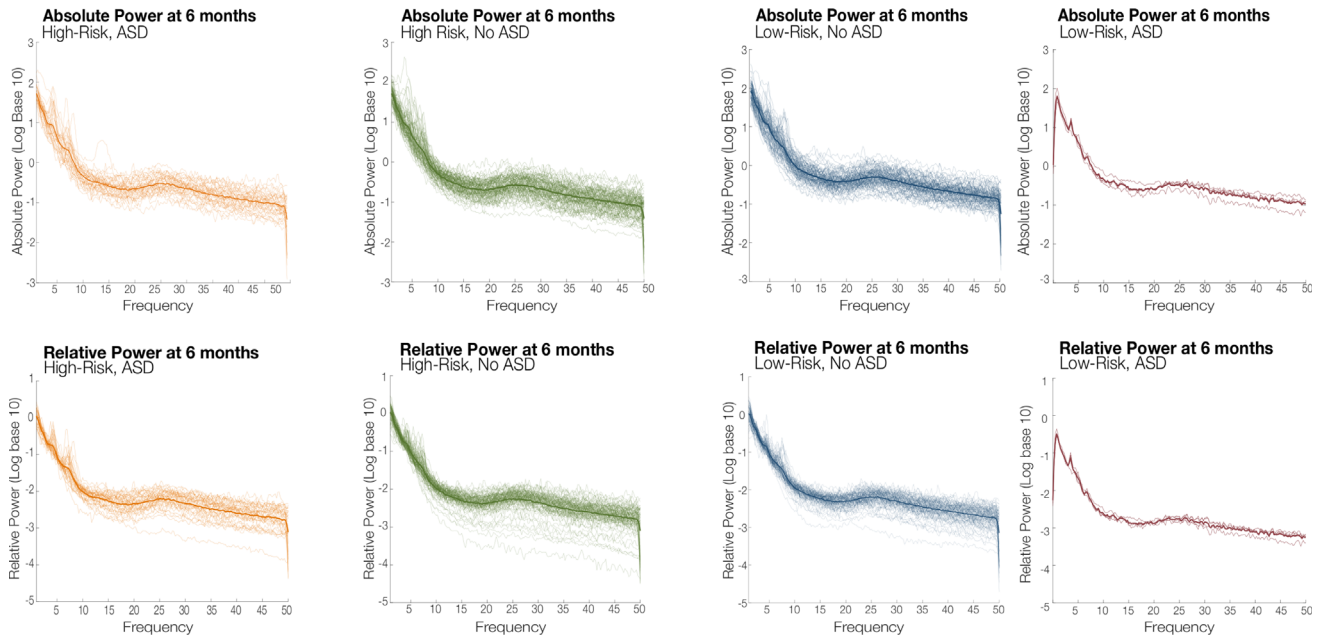 Absolute Power at 6 months
High-Risk, ASD
3
2
1
0
-1
-2
-3
Absolute Power (Log Base 10)
5 10 15 20 25 30 35 40 45 50
Frequency
Absolute Power at 6 months
High Risk, No ASD
3
2
1
0
-1
-2
-3
Absolute Power (Log Base 10)
5 10 15 20 25 30 35 40 45 50
Frequency
Absolute Power at 6 months
Low-Risk, No ASD
3
2
1
0
-1
-2
-3
Absolute Power (Log Base 10)
5 10 15 20 25 30 35 40 45 50
Frequency
Absolute Power at 6 months
Low-Risk, ASD
3
2
1
0
-1
-2
-3
Absolute Power (Log Base 10)
5 10 15 20 25 30 35 40 45 50
Frequency
Relative Power at 6 months
High-Risk, ASD
1
0
-1
-2
-3
-4
-5
Relative Power (Log base 10)
5 10 15 20 25 30 35 40 45 50
Frequency
Relative Power at 6 months
High-Risk, No ASD
1
0
-1
-2
-3
-4
-5
Relative Power (Log base 10)
5 10 15 20 25 30 35 40 45 50
Frequency
Relative Power at 6 months
Low-Risk, No ASD
1
0
-1
-2
-3
-4
-5
Relative Power (Log base 10)
5 10 15 20 25 30 35 40 45 50
Frequency
Relative Power at 6 months
Low-Risk, ASD
1
0
-1
-2
-3
-4
-5
Relative Power (Log base 10)
5 10 15 20 25 30 35 40 45 50
Frequency